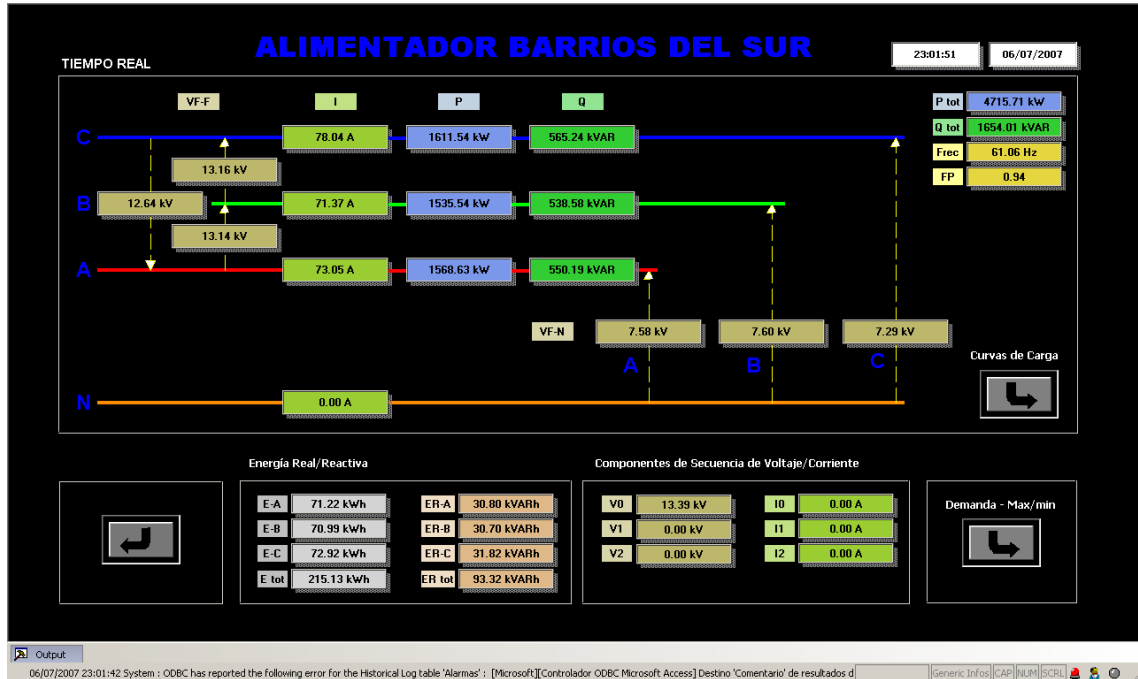 ALIMENTADOR BARRIOS DEL SUR
23:01:51 06/07/2007
TIEMPO REAL
VF-F I P Q
P tot 4715.71 kW
C 78.04 A 1611.54 kW 565.24 kVAR
Q tot 1654.01 kVAR
Frec 61.06 Hz
13.16 kV
FP 0.94
B 12.64 kV 71.37 A 1535.54 kW 538.58 kVAR
13.14 kV
A 73.05 A 1568.63 kW 550.19 kVAR
VF-N 7.58 kV 7.60 kV 7.29 kV
A B C
Curvas de Carga
N 0.00 A
Energía Real/Reactiva
Componentes de Secuencia de Voltaje/Corriente
E-A 71.22 kWh ER-A 30.80 kVARh
E-B 70.99 kWh ER-B 30.70 kVARh
E-C 72.92 kWh ER-C 31.82 kVARh
E tot 215.13 kWh ER tot 93.32 kVARh
V0 13.39 kV I0 0.00 A
V1 0.00 kV I1 0.00 A
V2 0.00 kV I2 0.00 A
Demanda - Max/min
Output
06/07/2007 23:01:42 System : ODBC has reported the following error for the Historical Log table 'Alarmas' : [Microsoft][Controlador ODBC Microsoft Access] Destino 'Comentario' de resultados d
Generic Infos CAP NUM SCRL